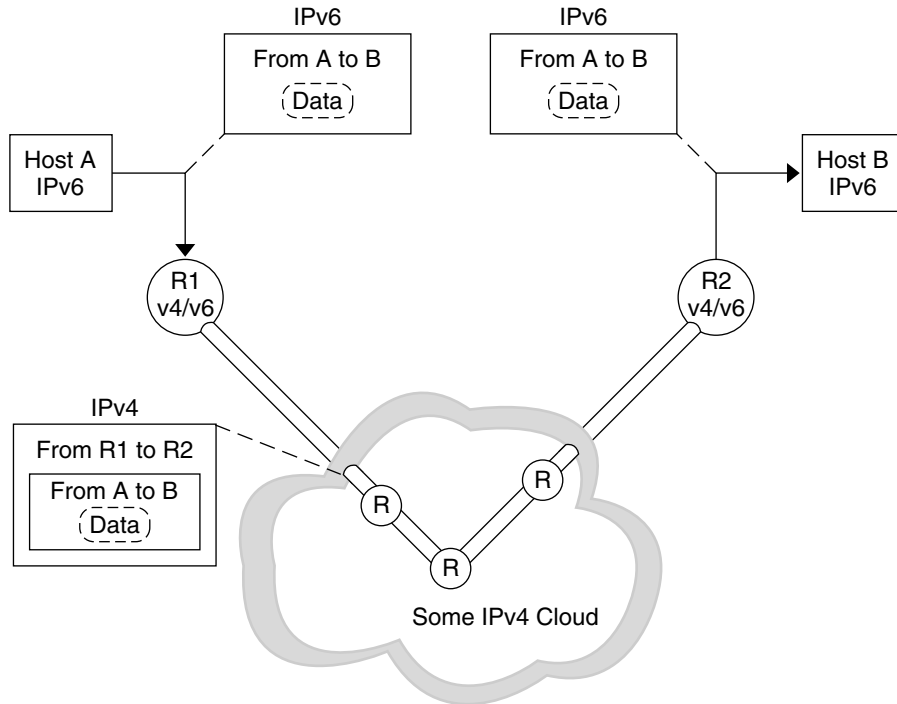 IPv6
From A to B
Data
IPv6
From A to B
Data
Host A
IPv6
Host B
IPv6
R1
v4/v6
R2
v4/v6
IPv4
From R1 to R2
From A to B
Data
R
R
R
Some IPv4 Cloud